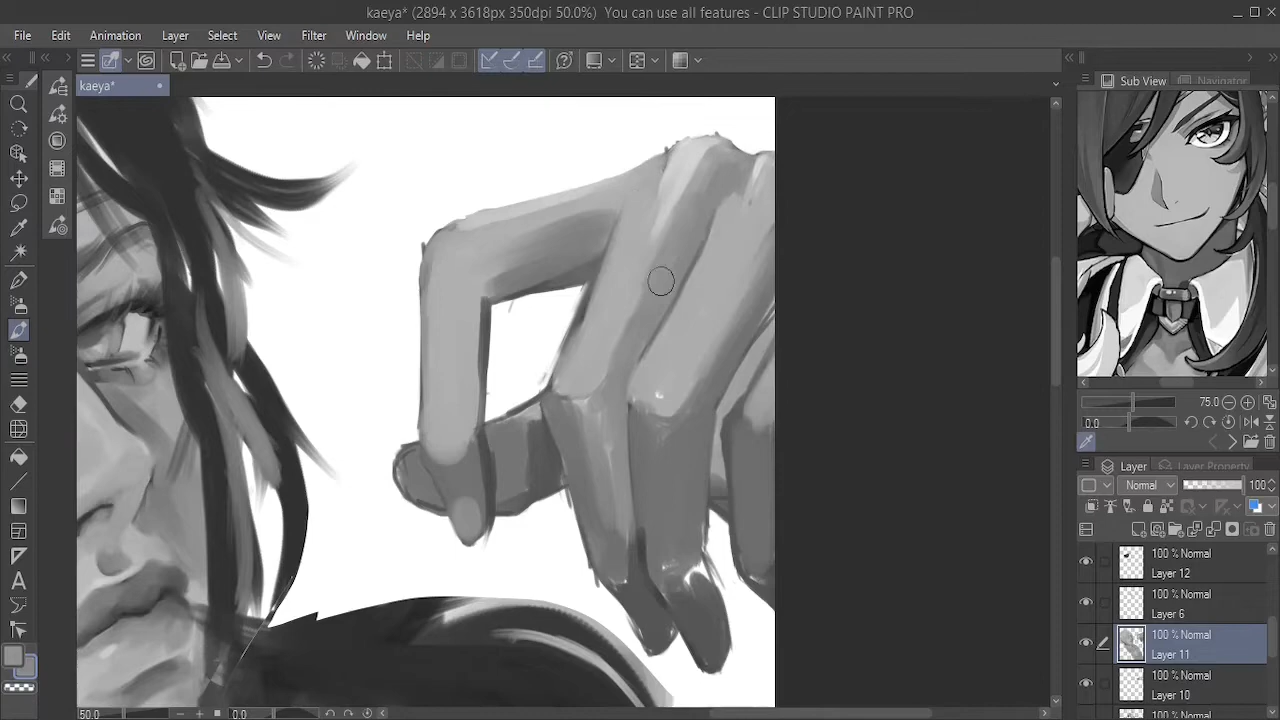 kaeya* (2894 x 3618px 350dpi 50.0%)  You can use all features - CLIP STUDIO PAINT PRO
File Edit Animation Layer Select View Filter Window Help
kaeya*
Sub View Navigator
75.0
0.0
Layer Layer Property
Normal 100
100 % Normal
Layer 12
100 % Normal
Layer 6
100 % Normal
Layer 11
100 % Normal
Layer 10
100 % Normal
50.0 0.0